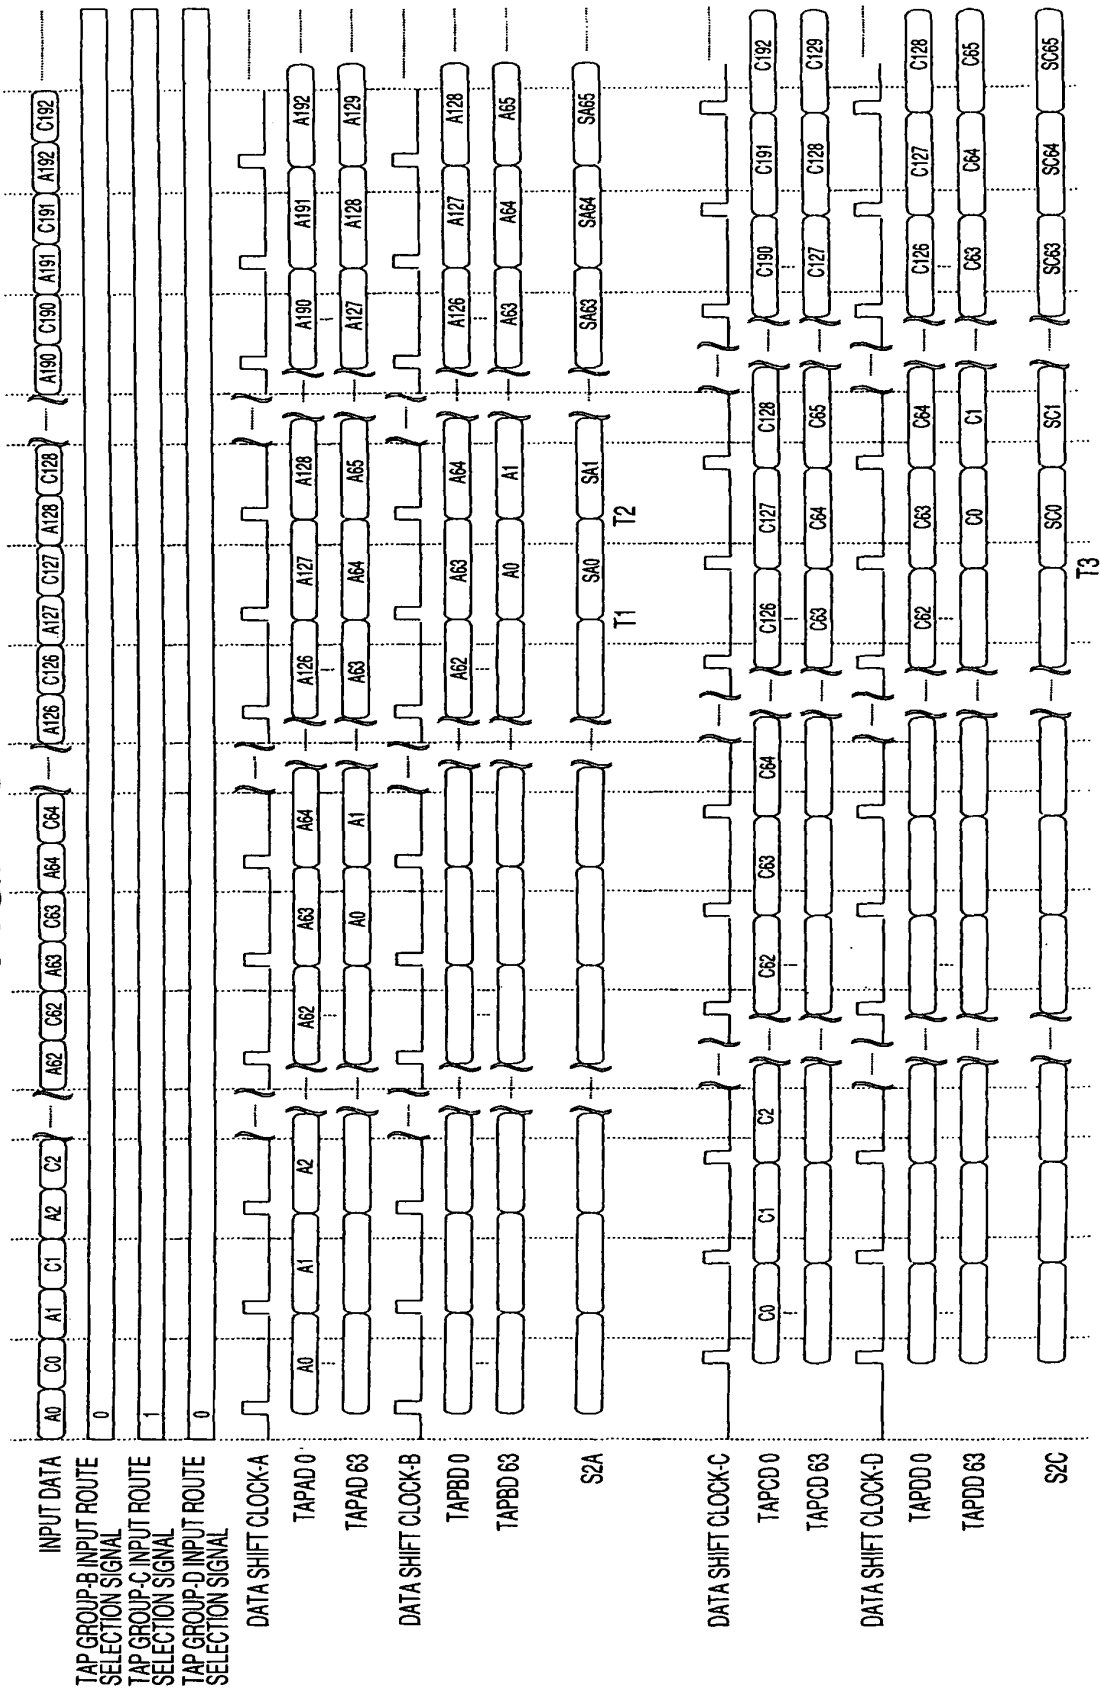 INPUT DATA A0 C0 A1 C1 A2 C2 A62 C62 A63 C63 A64 C64 A126 C126 A127 C127 A128 C128 A190 C190 A191 C191 A192 C192
TAP GROUP-B INPUT ROUTE
SELECTION SIGNAL 0
TAP GROUP-C INPUT ROUTE
SELECTION SIGNAL 1
TAP GROUP-D INPUT ROUTE
SELECTION SIGNAL 0
DATA SHIFT CLOCK-A
TAPAD 0 A0 A1 A2 A62 A63 A64 A126 A127 A128 A190 A191 A192
TAPAD 63 A0 A1 A63 A64 A65 A127 A128 A129
DATA SHIFT CLOCK-B
TAPBD 0 A62 A63 A64 A126 A127 A128
TAPBD 63 A0 A1 A63 A64 A65
S2A SA0 SA1 SA63 SA64 SA65
T1 T2
DATA SHIFT CLOCK-C
TAPCD 0 C0 C1 C2 C62 C63 C64 C126 C127 C128 C190 C191 C192
TAPCD 63 C63 C64 C65 C127 C128 C129
DATA SHIFT CLOCK-D
TAPDD 0 C62 C63 C64 C126 C127 C128
TAPDD 63 C0 C1 C63 C64 C65
S2C SC0 SC1 SC63 SC64 SC65
T3